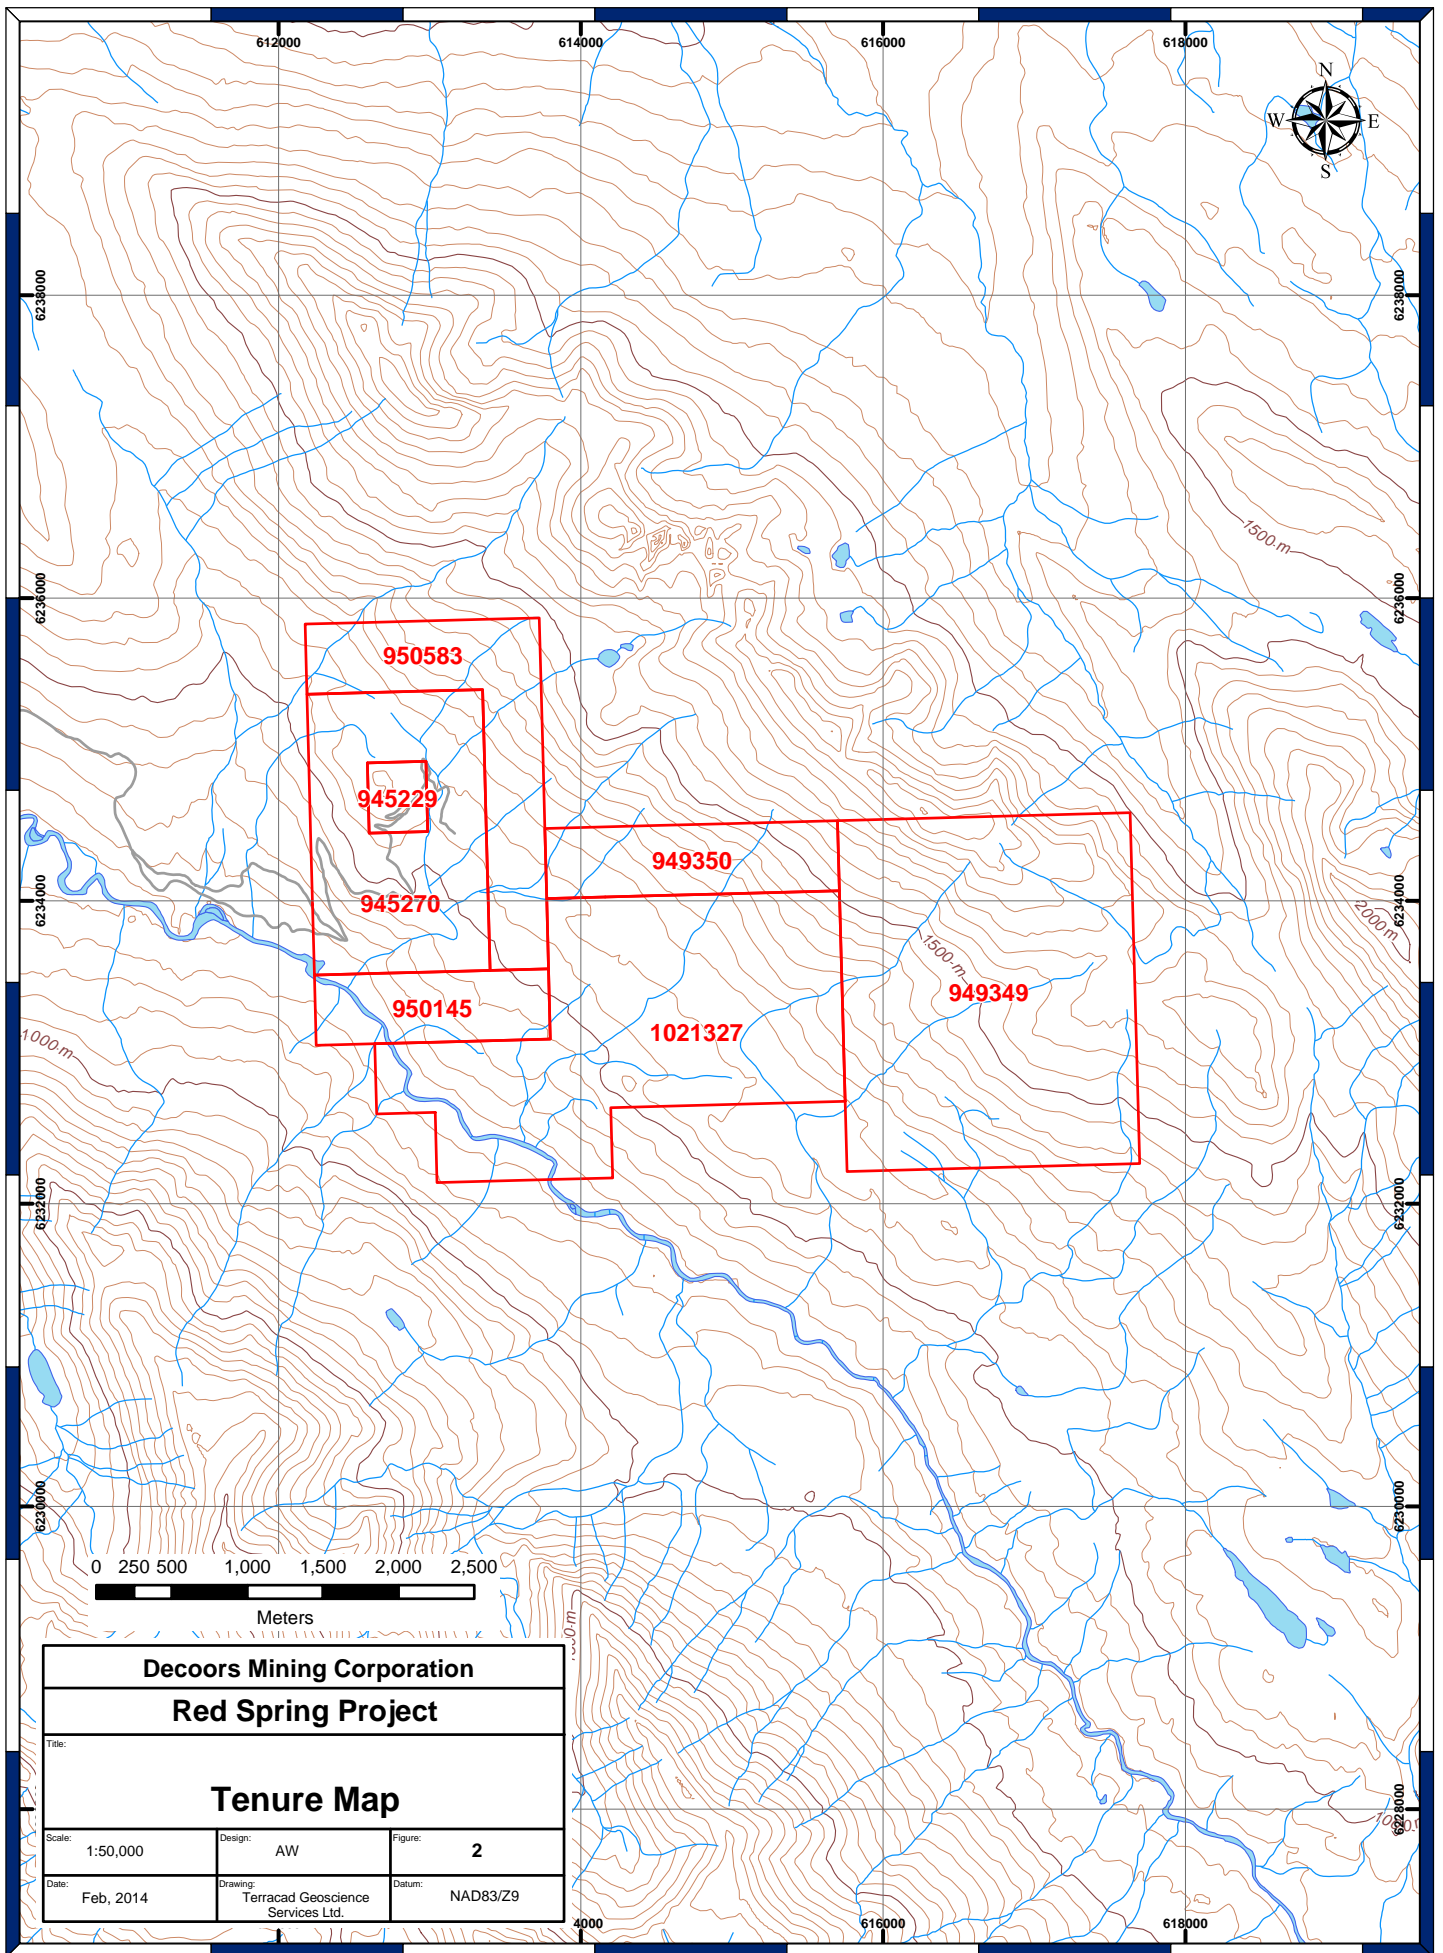 612000 614000 616000 618000
N
W E
S
6238000 6238000
1500 m
6236000 6236000
950583
945229
949350
945270
6234000 6234000
2000 m
1500 m
949349
950145
1021327
1000 m
6232000 6232000
6230000 6230000
0 250 500 1,000 1,500 2,000 2,500
Meters
Decoors Mining Corporation
Red Spring Project
Title:
Tenure Map
Scale: 1:50,000 Design: AW Figure: 2
Date: Feb, 2014 Drawing: Terracad Geoscience Datum: NAD83/Z9
Services Ltd.
6228000
4000 616000 618000